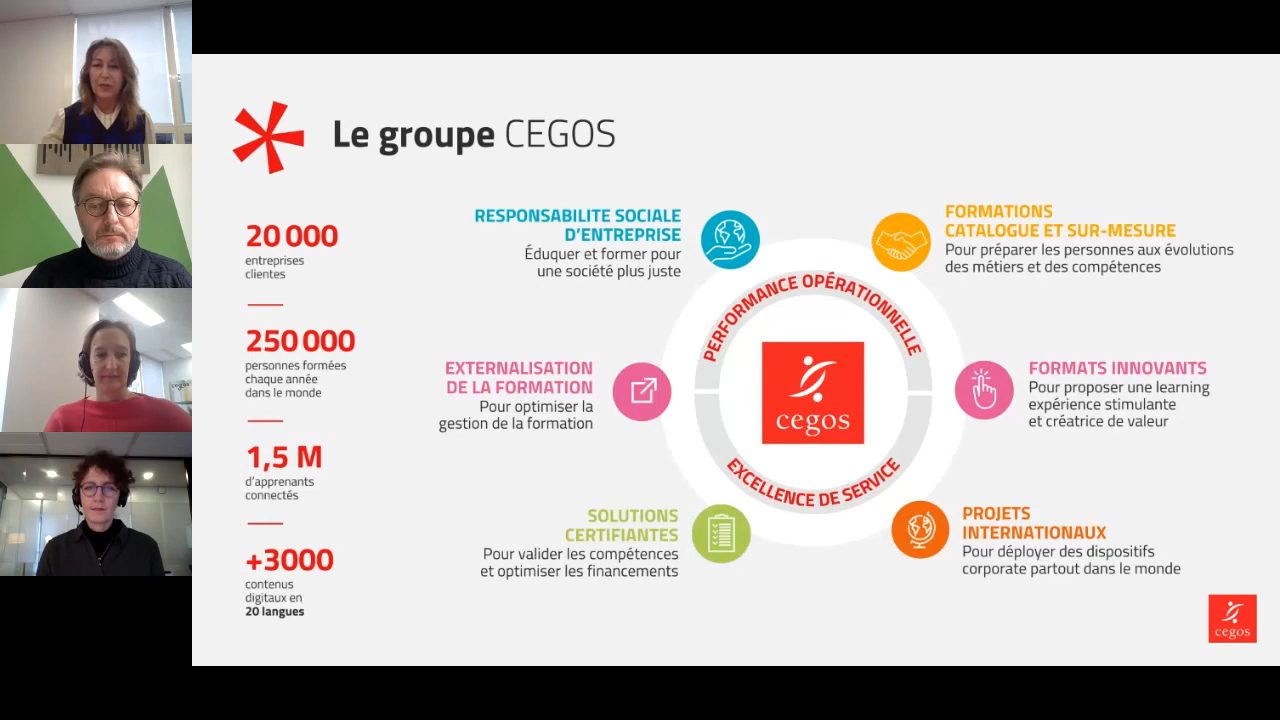 Le groupe CEGOS
20 000
entreprises
clientes
250 000
personnes formées
chaque année
dans le monde
1,5 M
d'apprenants
connectés
+3000
contenus
digitaux en
20 langues
RESPONSABILITE SOCIALE
D'ENTREPRISE
Éduquer et former pour
une société plus juste
EXTERNALISATION
DE LA FORMATION
Pour optimiser la
gestion de la formation
SOLUTIONS
CERTIFIANTES
Pour valider les compétences
et optimiser les financements
PERFORMANCE OPÉRATIONNELLE
cegos
EXCELLENCE DE SERVICE
FORMATIONS
CATALOGUE ET SUR-MESURE
Pour préparer les personnes aux évolutions
des métiers et des compétences
FORMATS INNOVANTS
Pour proposer une learning
expérience stimulante
et créatrice de valeur
PROJETS
INTERNATIONAUX
Pour déployer des dispositifs
corporate partout dans le monde
cegos
cegos